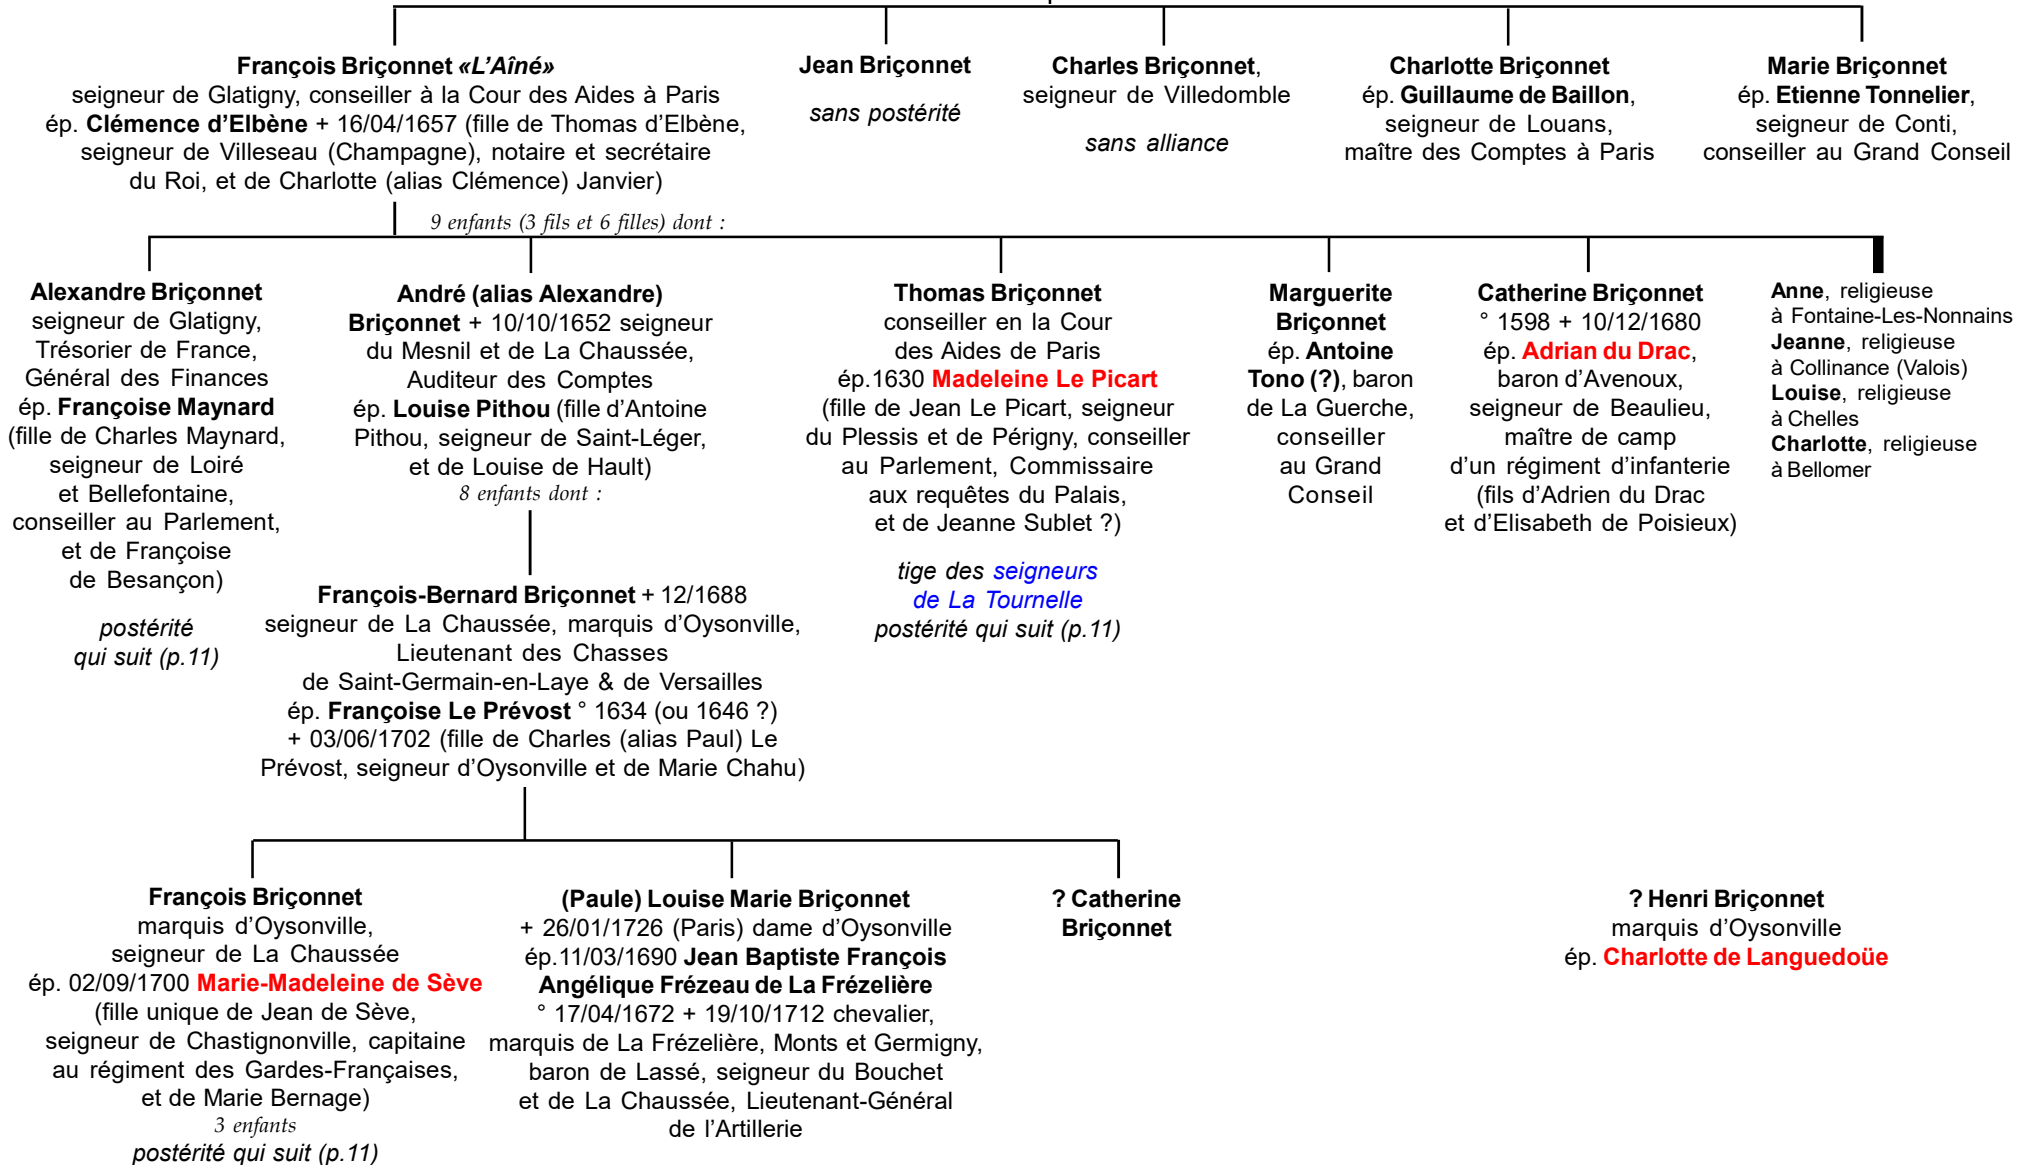 François Briçonnet «L’Aîné»
seigneur de Glatigny, conseiller à la Cour des Aides à Paris
ép. Clémence d’Elbène + 16/04/1657 (fille de Thomas d’Elbène,
seigneur de Villeseau (Champagne), notaire et secrétaire
du Roi, et de Charlotte (alias Clémence) Janvier)
Jean Briçonnet
sans postérité
Charles Briçonnet,
seigneur de Villedomble
sans alliance
Charlotte Briçonnet
ép. Guillaume de Baillon,
seigneur de Louans,
maître des Comptes à Paris
Marie Briçonnet
ép. Etienne Tonnelier,
seigneur de Conti,
conseiller au Grand Conseil
9 enfants (3 fils et 6 filles) dont :
Alexandre Briçonnet
seigneur de Glatigny,
Trésorier de France,
Général des Finances
ép. Françoise Maynard
(fille de Charles Maynard,
seigneur de Loiré
et Bellefontaine,
conseiller au Parlement,
et de Françoise
de Besançon)
postérité
qui suit (p.11)
André (alias Alexandre)
Briçonnet + 10/10/1652 seigneur
du Mesnil et de La Chaussée,
Auditeur des Comptes
ép. Louise Pithou (fille d’Antoine
Pithou, seigneur de Saint-Léger,
et de Louise de Hault)
8 enfants dont :
Thomas Briçonnet
conseiller en la Cour
des Aides de Paris
ép.1630 Madeleine Le Picart
(fille de Jean Le Picart, seigneur
du Plessis et de Périgny, conseiller
au Parlement, Commissaire
aux requêtes du Palais,
et de Jeanne Sublet ?)
tige des seigneurs
de La Tournelle
postérité qui suit (p.11)
Marguerite
Briçonnet
ép. Antoine
Tono (?), baron
de La Guerche,
conseiller
au Grand
Conseil
Catherine Briçonnet
° 1598 + 10/12/1680
ép. Adrian du Drac,
baron d’Avenoux,
seigneur de Beaulieu,
maître de camp
d’un régiment d’infanterie
(fils d’Adrien du Drac
et d’Elisabeth de Poisieux)
Anne, religieuse
à Fontaine-Les-Nonnains
Jeanne, religieuse
à Collinance (Valois)
Louise, religieuse
à Chelles
Charlotte, religieuse
à Bellomer
François-Bernard Briçonnet + 12/1688
seigneur de La Chaussée, marquis d’Oysonville,
Lieutenant des Chasses
de Saint-Germain-en-Laye & de Versailles
ép. Françoise Le Prévost ° 1634 (ou 1646 ?)
+ 03/06/1702 (fille de Charles (alias Paul) Le
Prévost, seigneur d’Oysonville et de Marie Chahu)
François Briçonnet
marquis d’Oysonville,
seigneur de La Chaussée
ép. 02/09/1700 Marie-Madeleine de Sève
(fille unique de Jean de Sève,
seigneur de Chastignonville, capitaine
au régiment des Gardes-Françaises,
et de Marie Bernage)
3 enfants
postérité qui suit (p.11)
(Paule) Louise Marie Briçonnet
+ 26/01/1726 (Paris) dame d’Oysonville
ép.11/03/1690 Jean Baptiste François
Angélique Frézeau de La Frézelière
° 17/04/1672 + 19/10/1712 chevalier,
marquis de La Frézelière, Monts et Germigny,
baron de Lassé, seigneur du Bouchet
et de La Chaussée, Lieutenant-Général
de l’Artillerie
? Catherine
Briçonnet
? Henri Briçonnet
marquis d’Oysonville
ép. Charlotte de Languedoüe